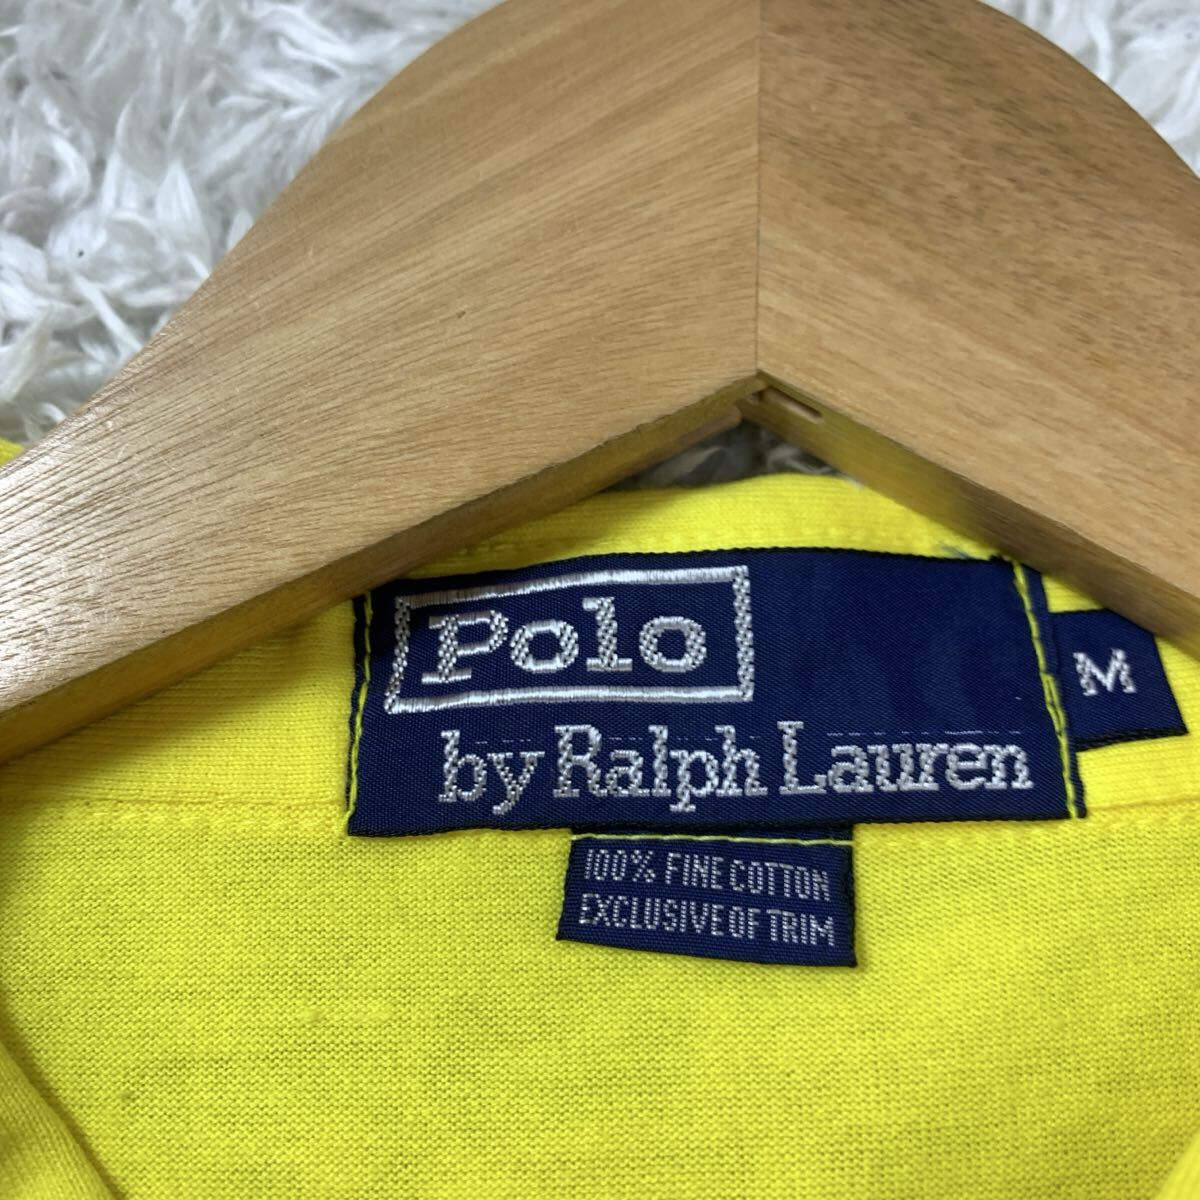 Polo
by Ralph Lauren
M
100% FINE COTTON
EXCLUSIVE OF TRIM